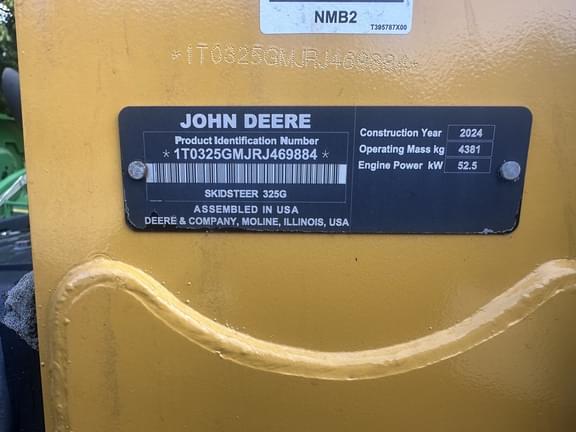 NMB2
T395787X00
*1T0325GMJRJ469884*
JOHN DEERE
Product Identification Number
*1T0325GMJRJ469884*
SKIDSTEER 325G
ASSEMBLED IN USA
DEERE & COMPANY, MOLINE, ILLINOIS, USA
Construction Year 2024
Operating Mass kg 4381
Engine Power kW 52.5